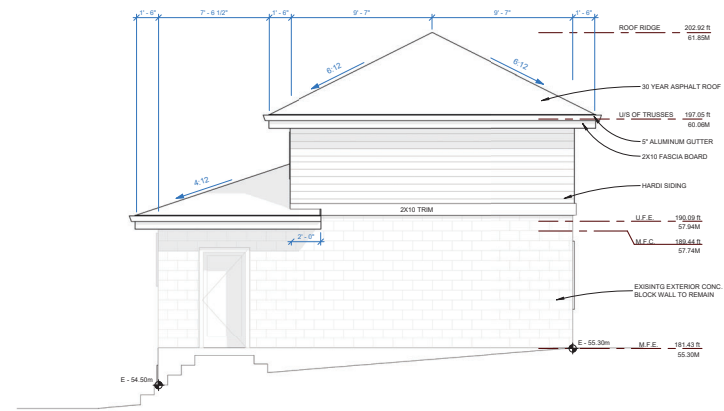 1' - 6"
7' - 6 1/2"
1' - 6"
9' - 7"
9' - 7"
1' - 6"
ROOF RIDGE
202.92 ft
61.85M
6:12
6:12
30 YEAR ASPHALT ROOF
U/S OF TRUSSES
197.05 ft
60.06M
5" ALUMINUM GUTTER
2X10 FASCIA BOARD
4:12
HARDI SIDING
2X10 TRIM
U.F.E.
190.09 ft
57.94M
2' - 0"
M.F.C.
189.44 ft
57.74M
EXISINTG EXTERIOR CONC.
BLOCK WALL TO REMAIN
E - 55.30m
M.F.E.
181.43 ft
55.30M
E - 54.50m